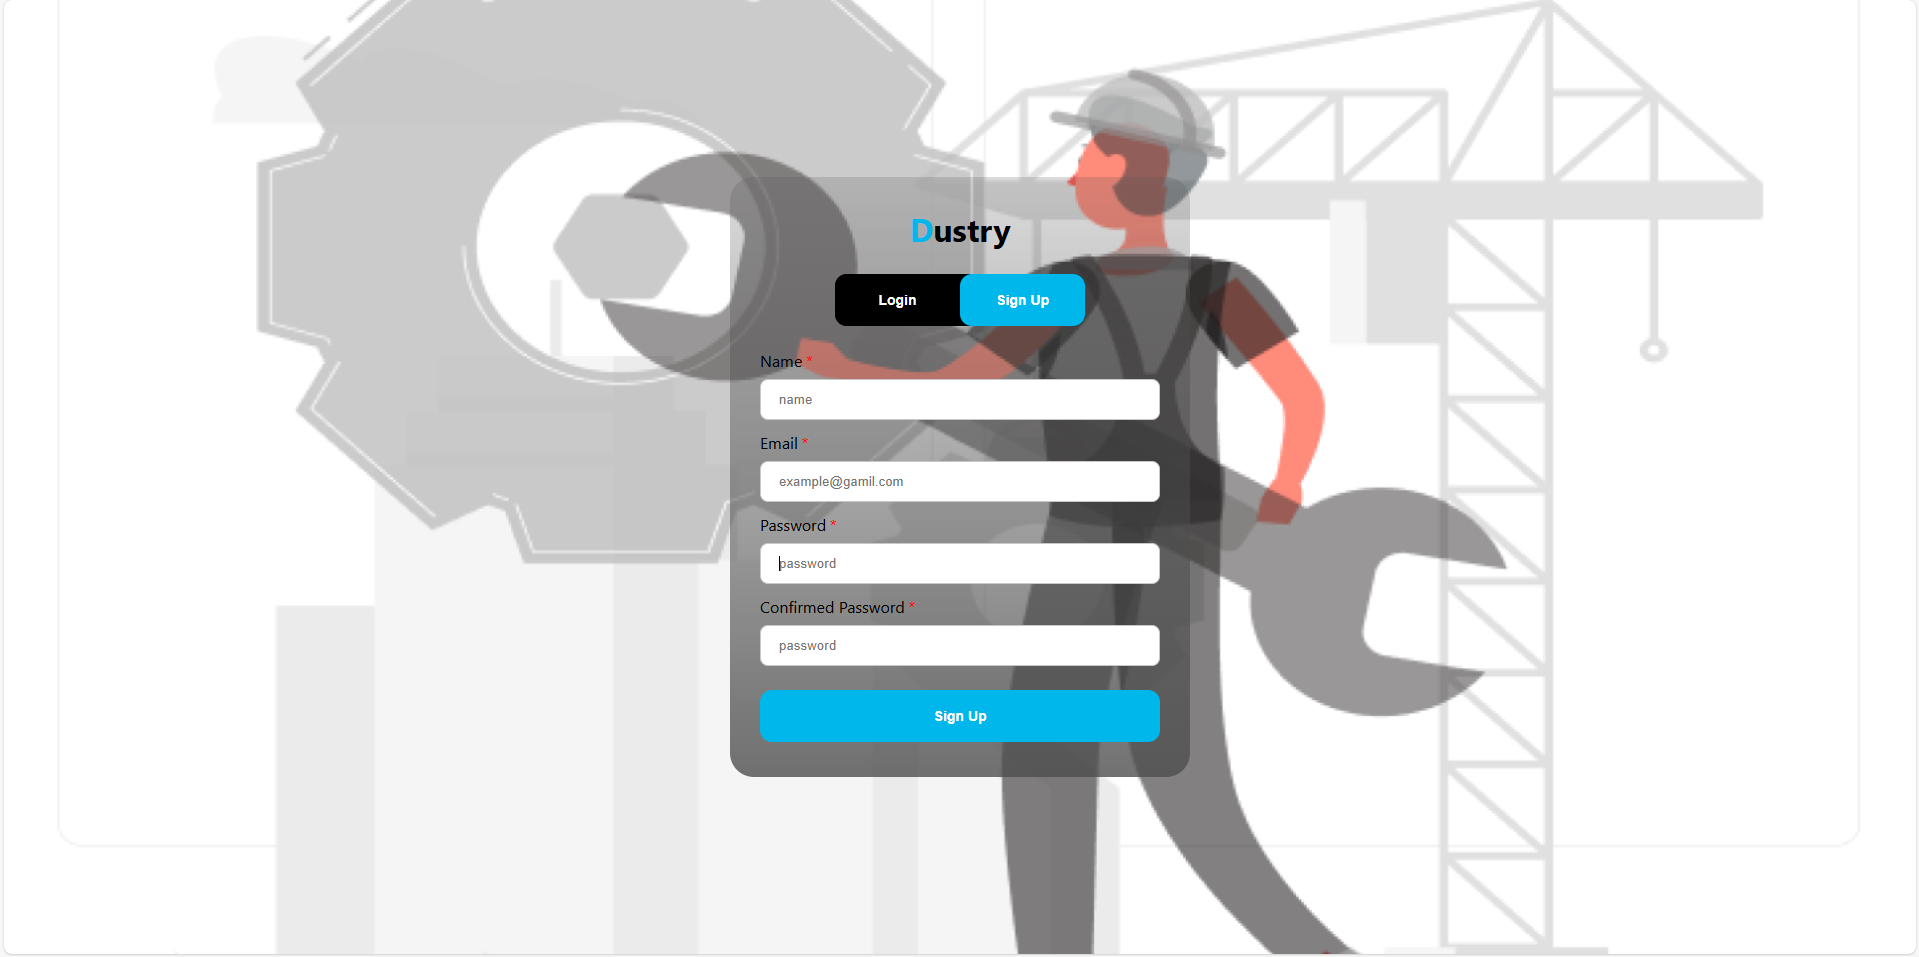 Dustry
Login Sign Up
Name *
name
Email *
example@gamil.com
Password *
password
Confirmed Password *
password
Sign Up